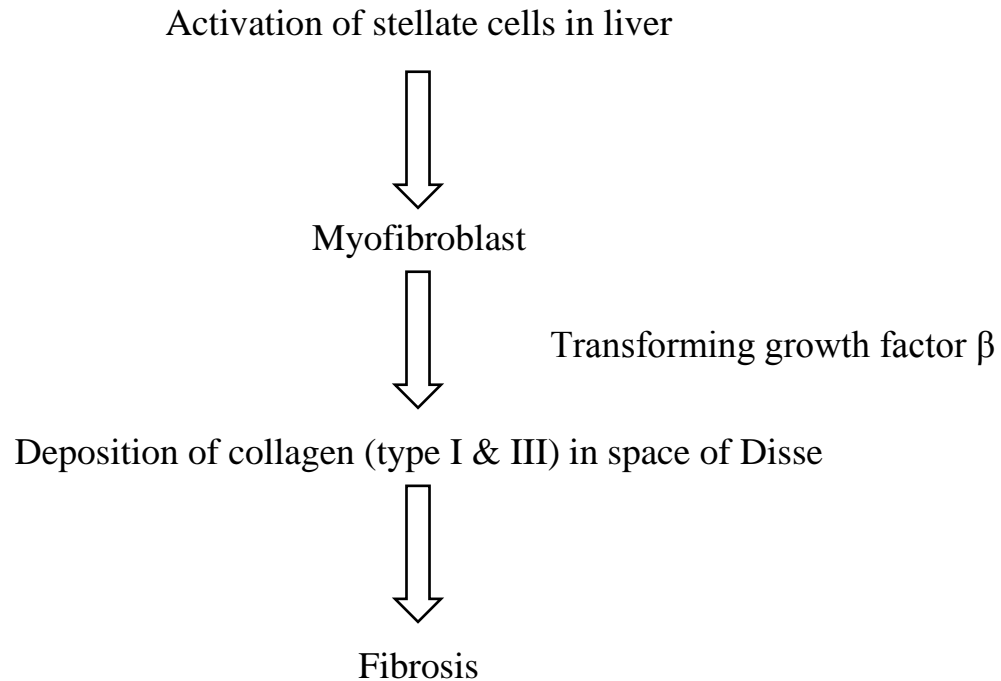 Activation of stellate cells in liver
Myofibroblast
Transforming growth factor β
Deposition of collagen (type I & III) in space of Disse
Fibrosis